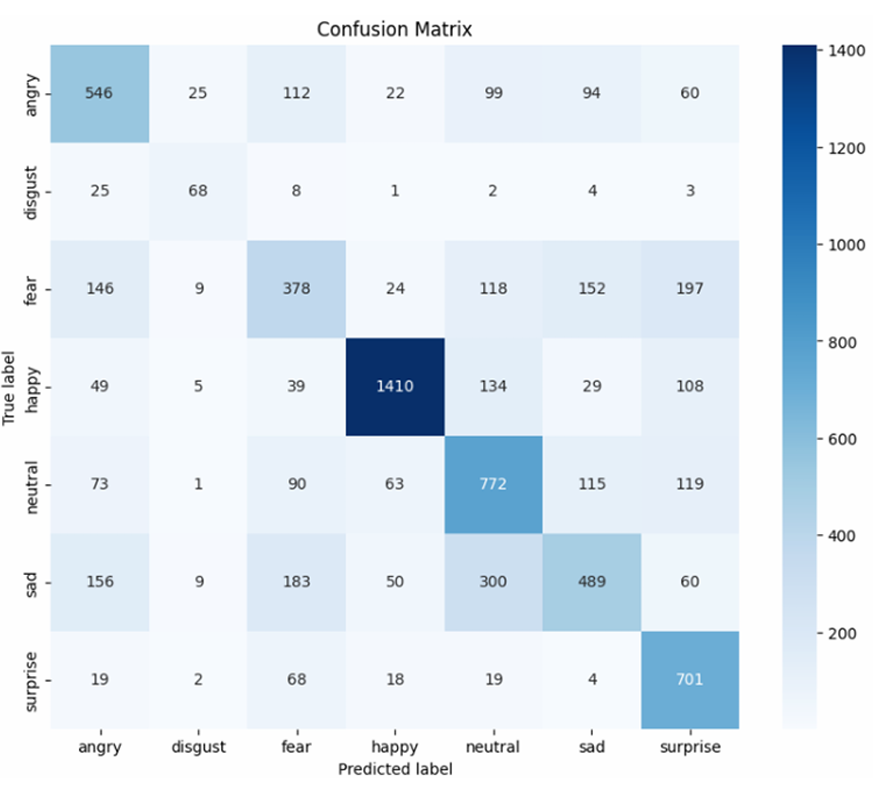 Confusion Matrix
angry 546 25 112 22 99 94 60
disgust 25 68 8 1 2 4 3
fear 146 9 378 24 118 152 197
happy 49 5 39 1410 134 29 108
neutral 73 1 90 63 772 115 119
sad 156 9 183 50 300 489 60
surprise 19 2 68 18 19 4 701
True label
angry disgust fear happy neutral sad surprise
Predicted label
1400
1200
1000
800
600
400
200